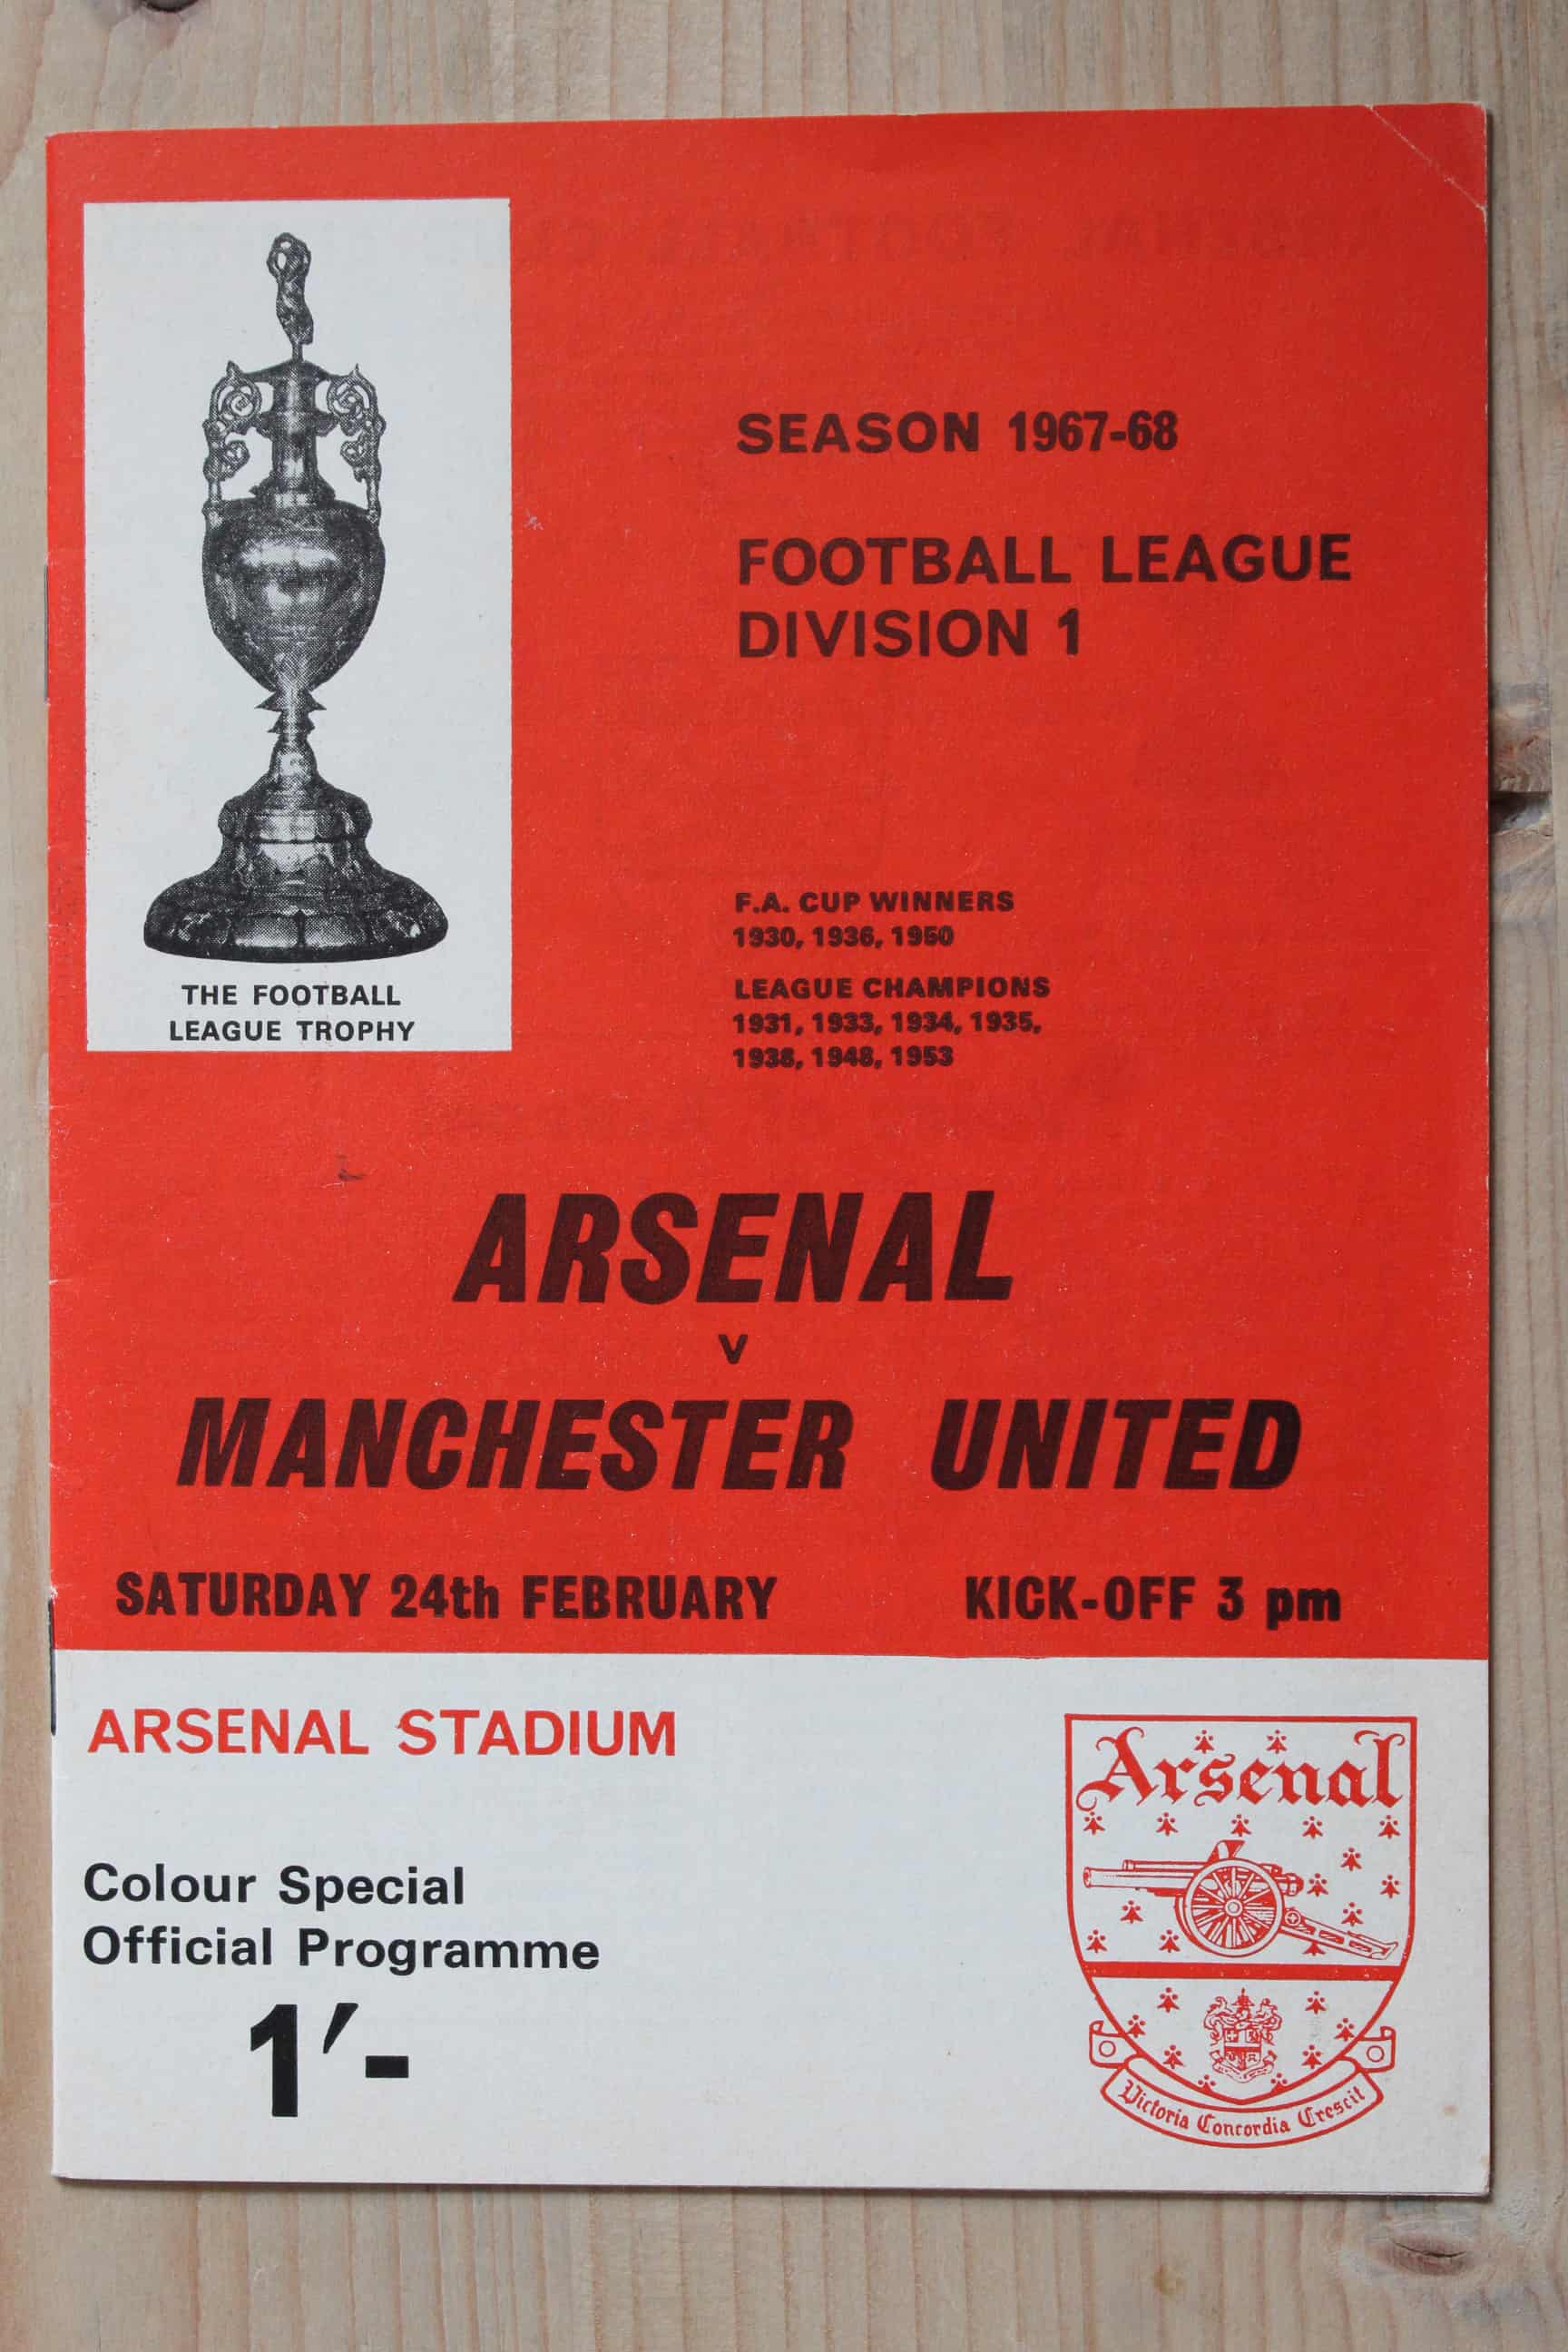 SEASON 1967-68
FOOTBALL LEAGUE
DIVISION 1
THE FOOTBALL
LEAGUE TROPHY
F.A. CUP WINNERS
1930, 1936, 1950
LEAGUE CHAMPIONS
1931, 1933, 1934, 1935,
1938, 1948, 1953
ARSENAL
v
MANCHESTER UNITED
SATURDAY 24th FEBRUARY KICK-OFF 3 pm
ARSENAL STADIUM
Colour Special
Official Programme
1'-
Arsenal
Victoria Concordia Crescit